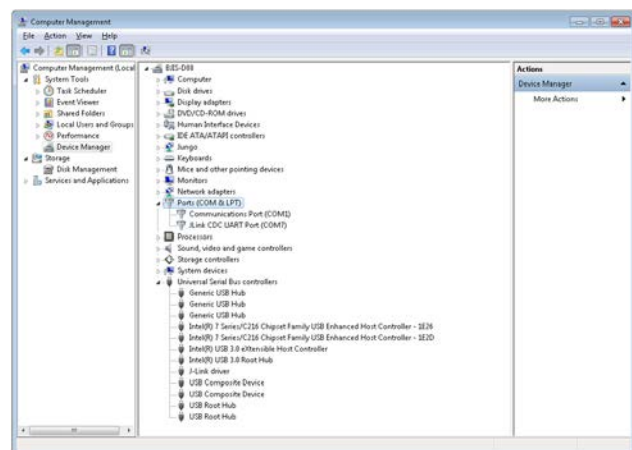 Computer Management
File Action View Help
Computer Management (Local
System Tools
Task Scheduler
Event Viewer
Shared Folders
Local Users and Groups
Performance
Device Manager
Storage
Disk Management
Services and Applications
Computer
Disk drives
Display adapters
DVD/CD-ROM drives
Human Interface Devices
IDE ATA/ATAPI controllers
Jungo
Keyboards
Mice and other pointing devices
Monitors
Network adapters
Ports (COM & LPT)
Communications Port (COM1)
JLink CDC UART Port (COM7)
Processors
Sound, video and game controllers
Storage controllers
System devices
Universal Serial Bus controllers
Generic USB Hub
Generic USB Hub
Generic USB Hub
Intel(R) 7 Series/C216 Chipset Family USB Enhanced Host Controller - 1E26
Intel(R) 7 Series/C216 Chipset Family USB Enhanced Host Controller - 1E2D
Intel(R) USB 3.0 eXtensible Host Controller
Intel(R) USB 3.0 Root Hub
J-Link driver
USB Composite Device
USB Composite Device
USB Root Hub
USB Root Hub
Actions
Device Manager
More Actions